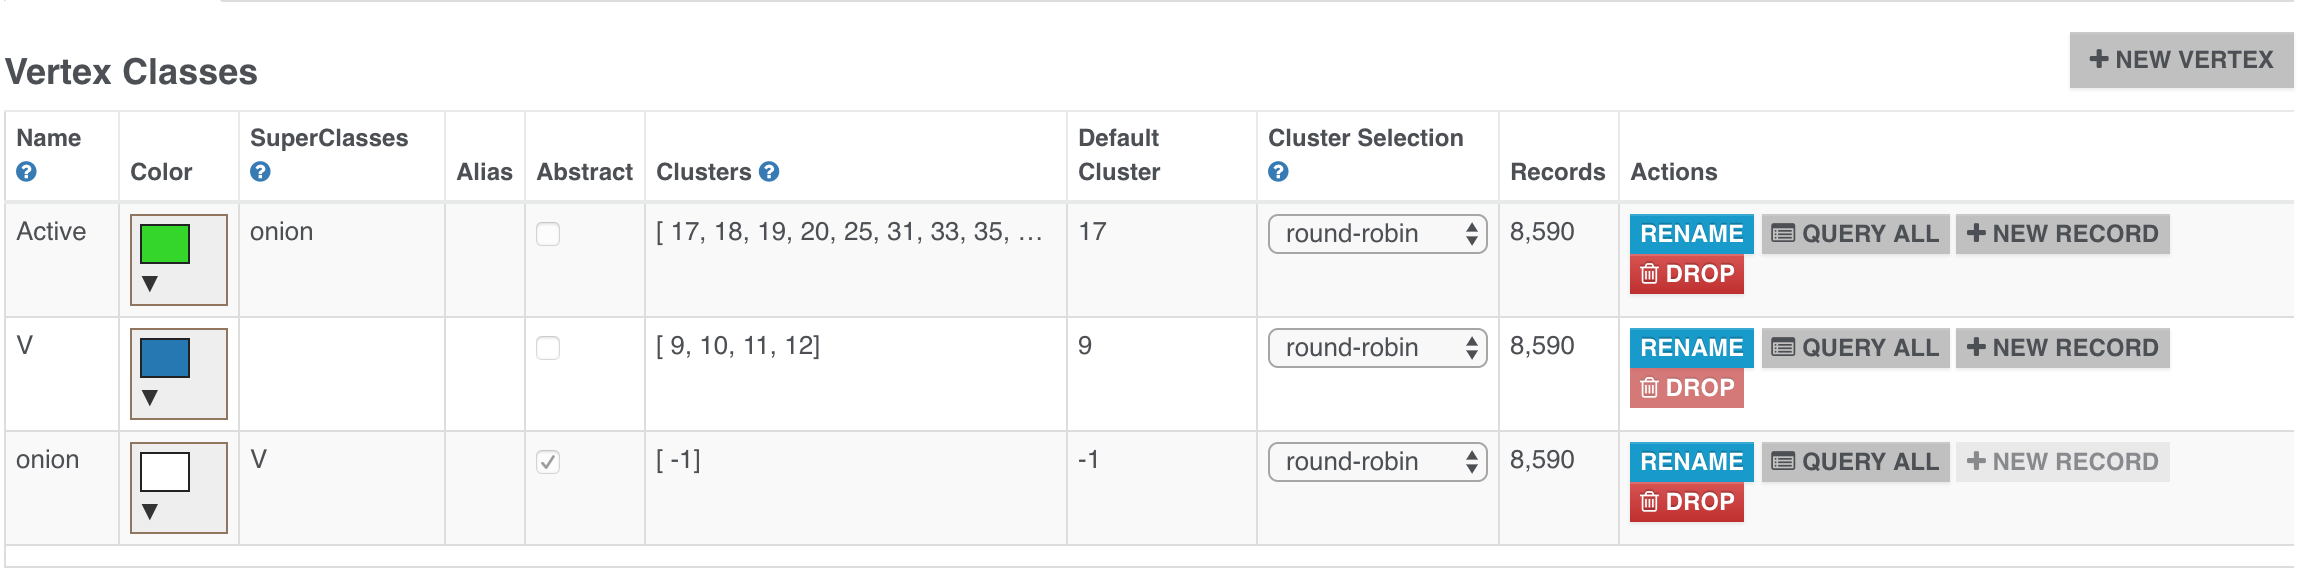 Vertex Classes
+ NEW VERTEX
Name ? Color SuperClasses ? Alias Abstract Clusters ? Default Cluster Cluster Selection ? Records Actions
Active onion [ 17, 18, 19, 20, 25, 31, 33, 35, ... 17 round-robin 8,590 RENAME QUERY ALL + NEW RECORD
DROP
V [ 9, 10, 11, 12] 9 round-robin 8,590 RENAME QUERY ALL + NEW RECORD
DROP
onion V [ -1] -1 round-robin 8,590 RENAME QUERY ALL + NEW RECORD
DROP